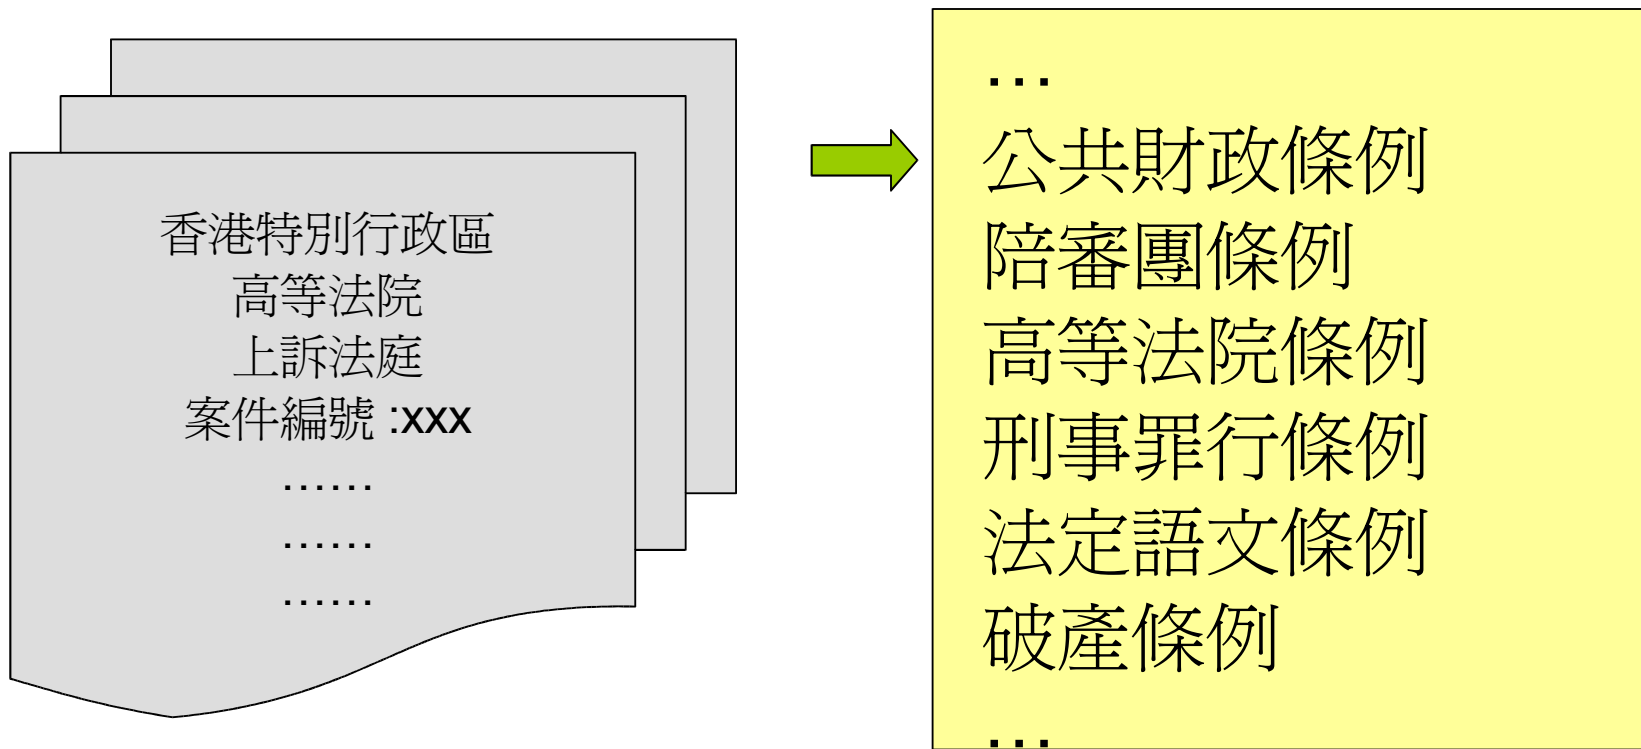 香港特別行政區
高等法院
上訴法庭
案件編號 :xxx
......
......
......
...
公共財政條例
陪審團條例
高等法院條例
刑事罪行條例
法定語文條例
破產條例
...